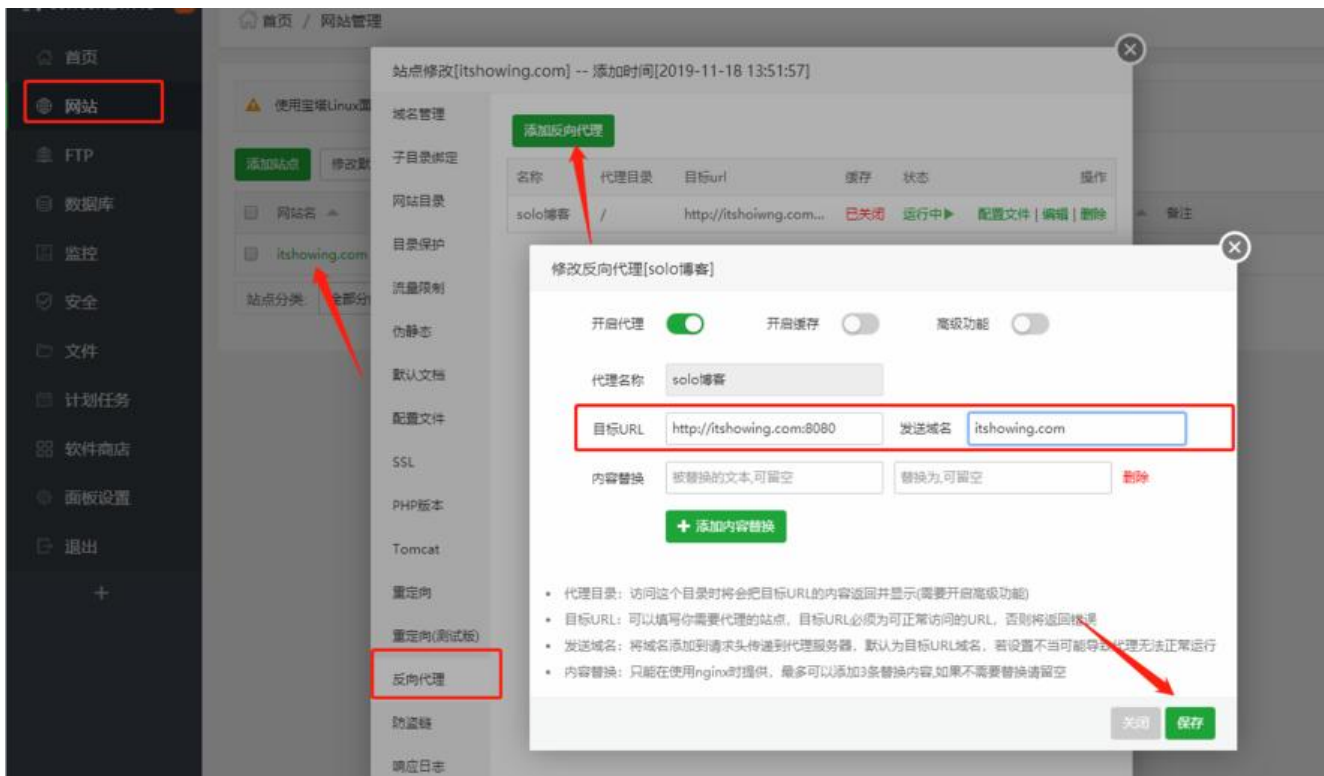 首页 / 网站管理
首页
网站
FTP
数据库
监控
安全
文件
计划任务
软件商店
面板设置
退出
使用宝塔Linux面
添加站点
修改默
网站名
备注
itshowing.com
站点分类:
全部分
站点修改[itshowing.com] -- 添加时间[2019-11-18 13:51:57]
域名管理
子目录绑定
网站目录
目录保护
流量限制
伪静态
默认文档
配置文件
SSL
PHP版本
Tomcat
重定向
重定向(测试版)
反向代理
防盗链
响应日志
添加反向代理
名称 代理目录 目标url 缓存 状态 操作
solo博客 / http://itshoiwng.com... 已关闭 运行中 配置文件 | 编辑 | 删除
修改反向代理[solo博客]
开启代理 开启缓存 高级功能
代理名称 solo博客
目标URL http://itshowing.com:8080 发送域名 itshowing.com
内容替换 被替换的文本,可留空 替换为,可留空 删除
+ 添加内容替换
代理目录：访问这个目录时将会把目标URL的内容返回并显示(需要开启高级功能)
目标URL：可以填写你需要代理的站点，目标URL必须为可正常访问的URL，否则将返回错误
发送域名：将域名添加到请求头传递到代理服务器，默认为目标URL域名，若设置不当可能导致代理无法正常运行
内容替换：只能在使用nginx时提供，最多可以添加3条替换内容,如果不需要替换请留空
关闭 保存